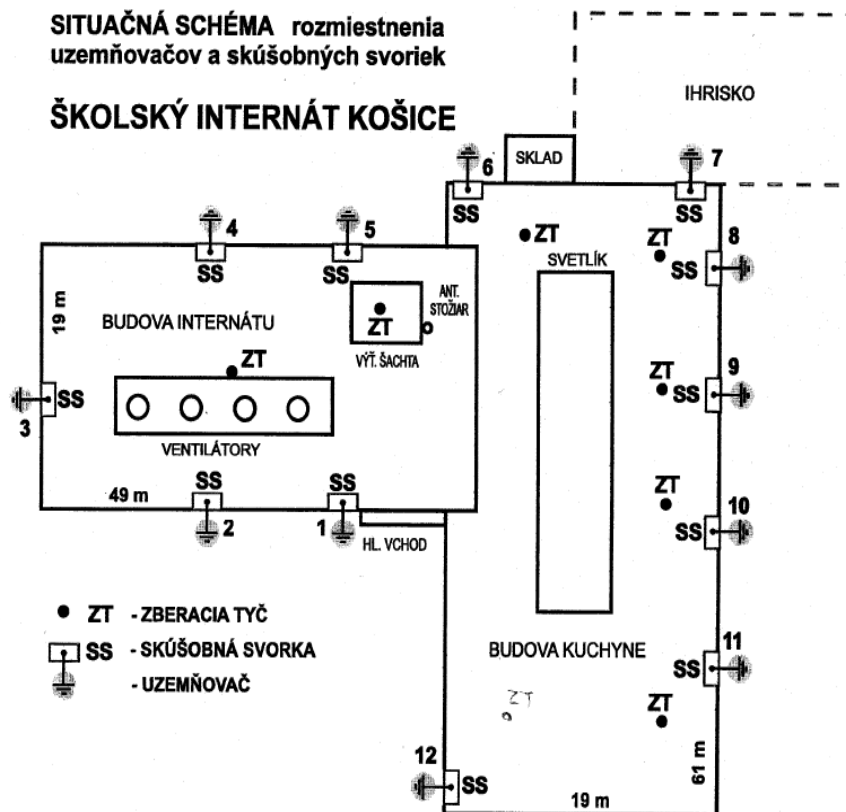 SITUAČNÁ SCHÉMA rozmiestnenia
uzemňovačov a skúšobných svoriek
ŠKOLSKÝ INTERNÁT KOŠICE
IHRISKO
SKLAD
6
7
SS
SS
4
5
SS
SS
ZT
SVETLÍK
ZT
8
SS
19 m
BUDOVA INTERNÁTU
ZT
ANT.
STOŽIAR
VÝŤ. ŠACHTA
ZT
3
SS
VENTILÁTORY
ZT
9
SS
49 m
SS
SS
2
1
HL. VCHOD
ZT
10
SS
ZT - ZBERACIA TYČ
SS - SKÚŠOBNÁ SVORKA
- UZEMŇOVAČ
BUDOVA KUCHYNE
11
SS
ZT
ZT
12
SS
61 m
19 m